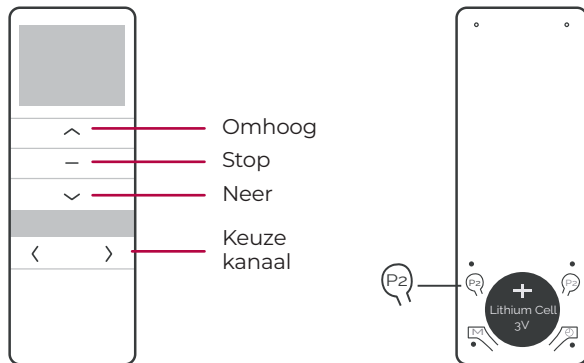 Omhoog
Stop
Neer
Keuze
kanaal
P2
P2
P2
+
Lithium Cell
3V
M